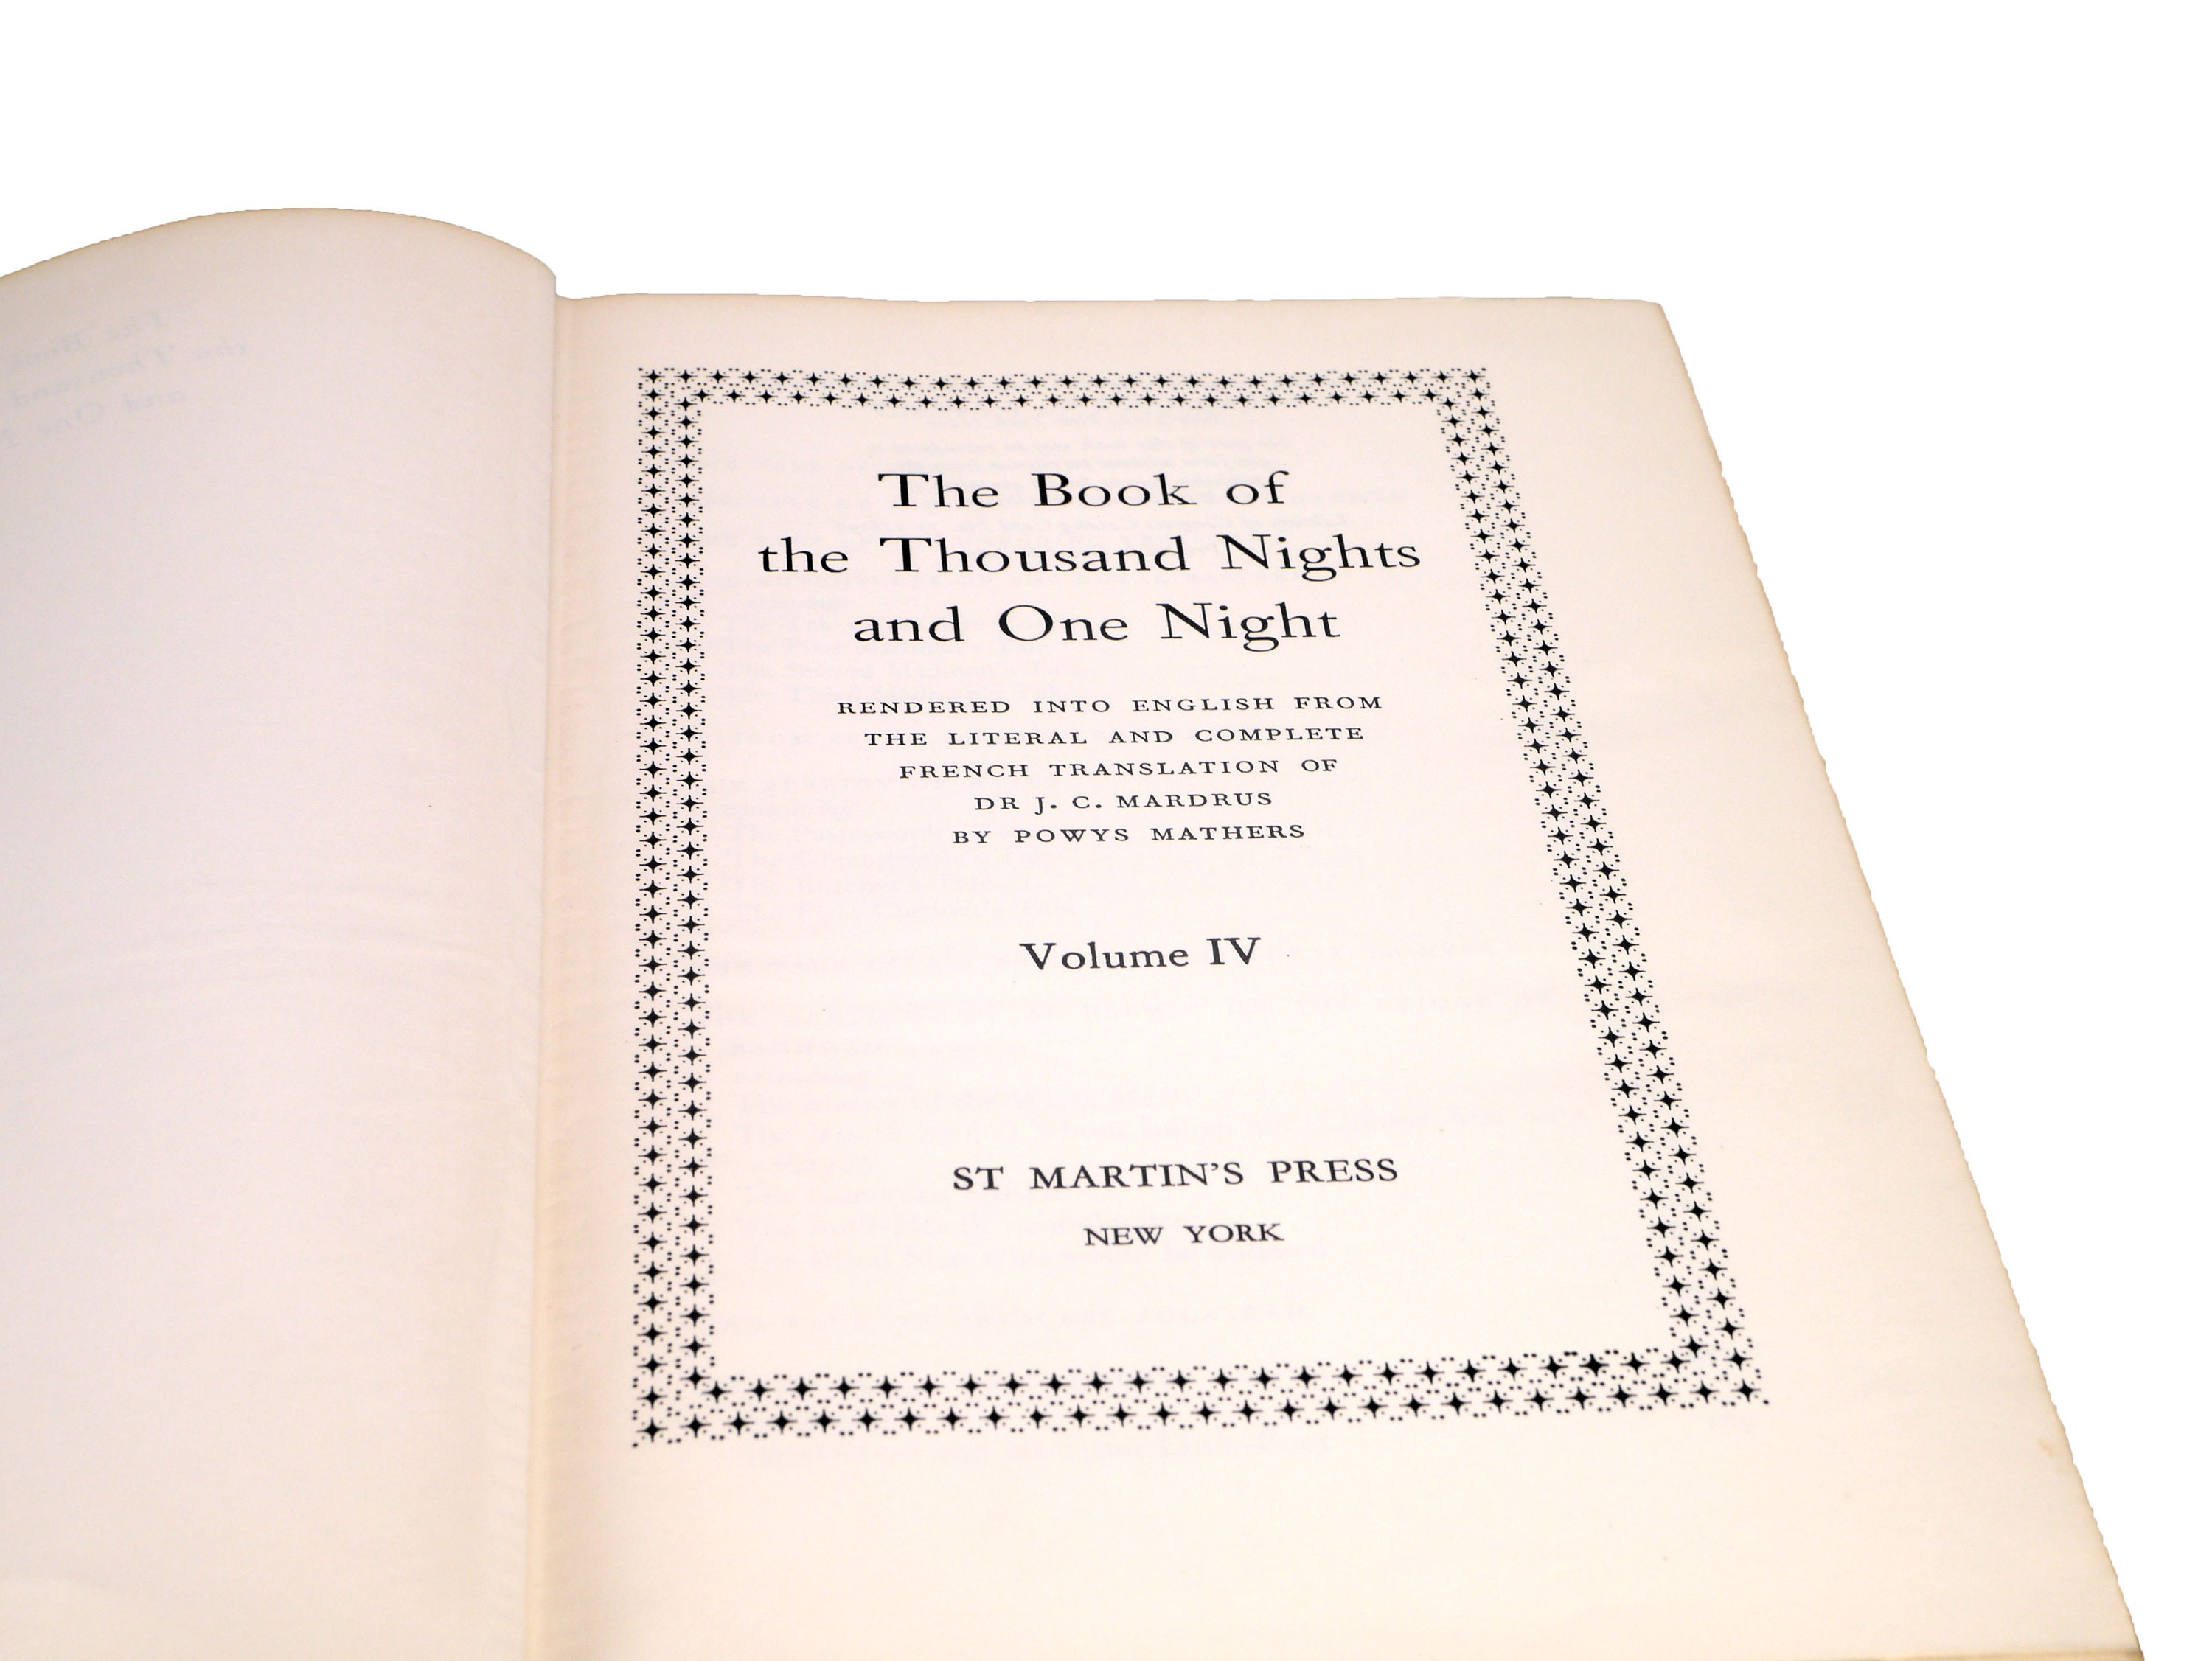 The Book of
the Thousand Nights
and One Night
RENDERED INTO ENGLISH FROM
THE LITERAL AND COMPLETE
FRENCH TRANSLATION OF
DR J. C. MARDRUS
BY POWYS MATHERS
Volume IV
ST MARTIN'S PRESS
NEW YORK